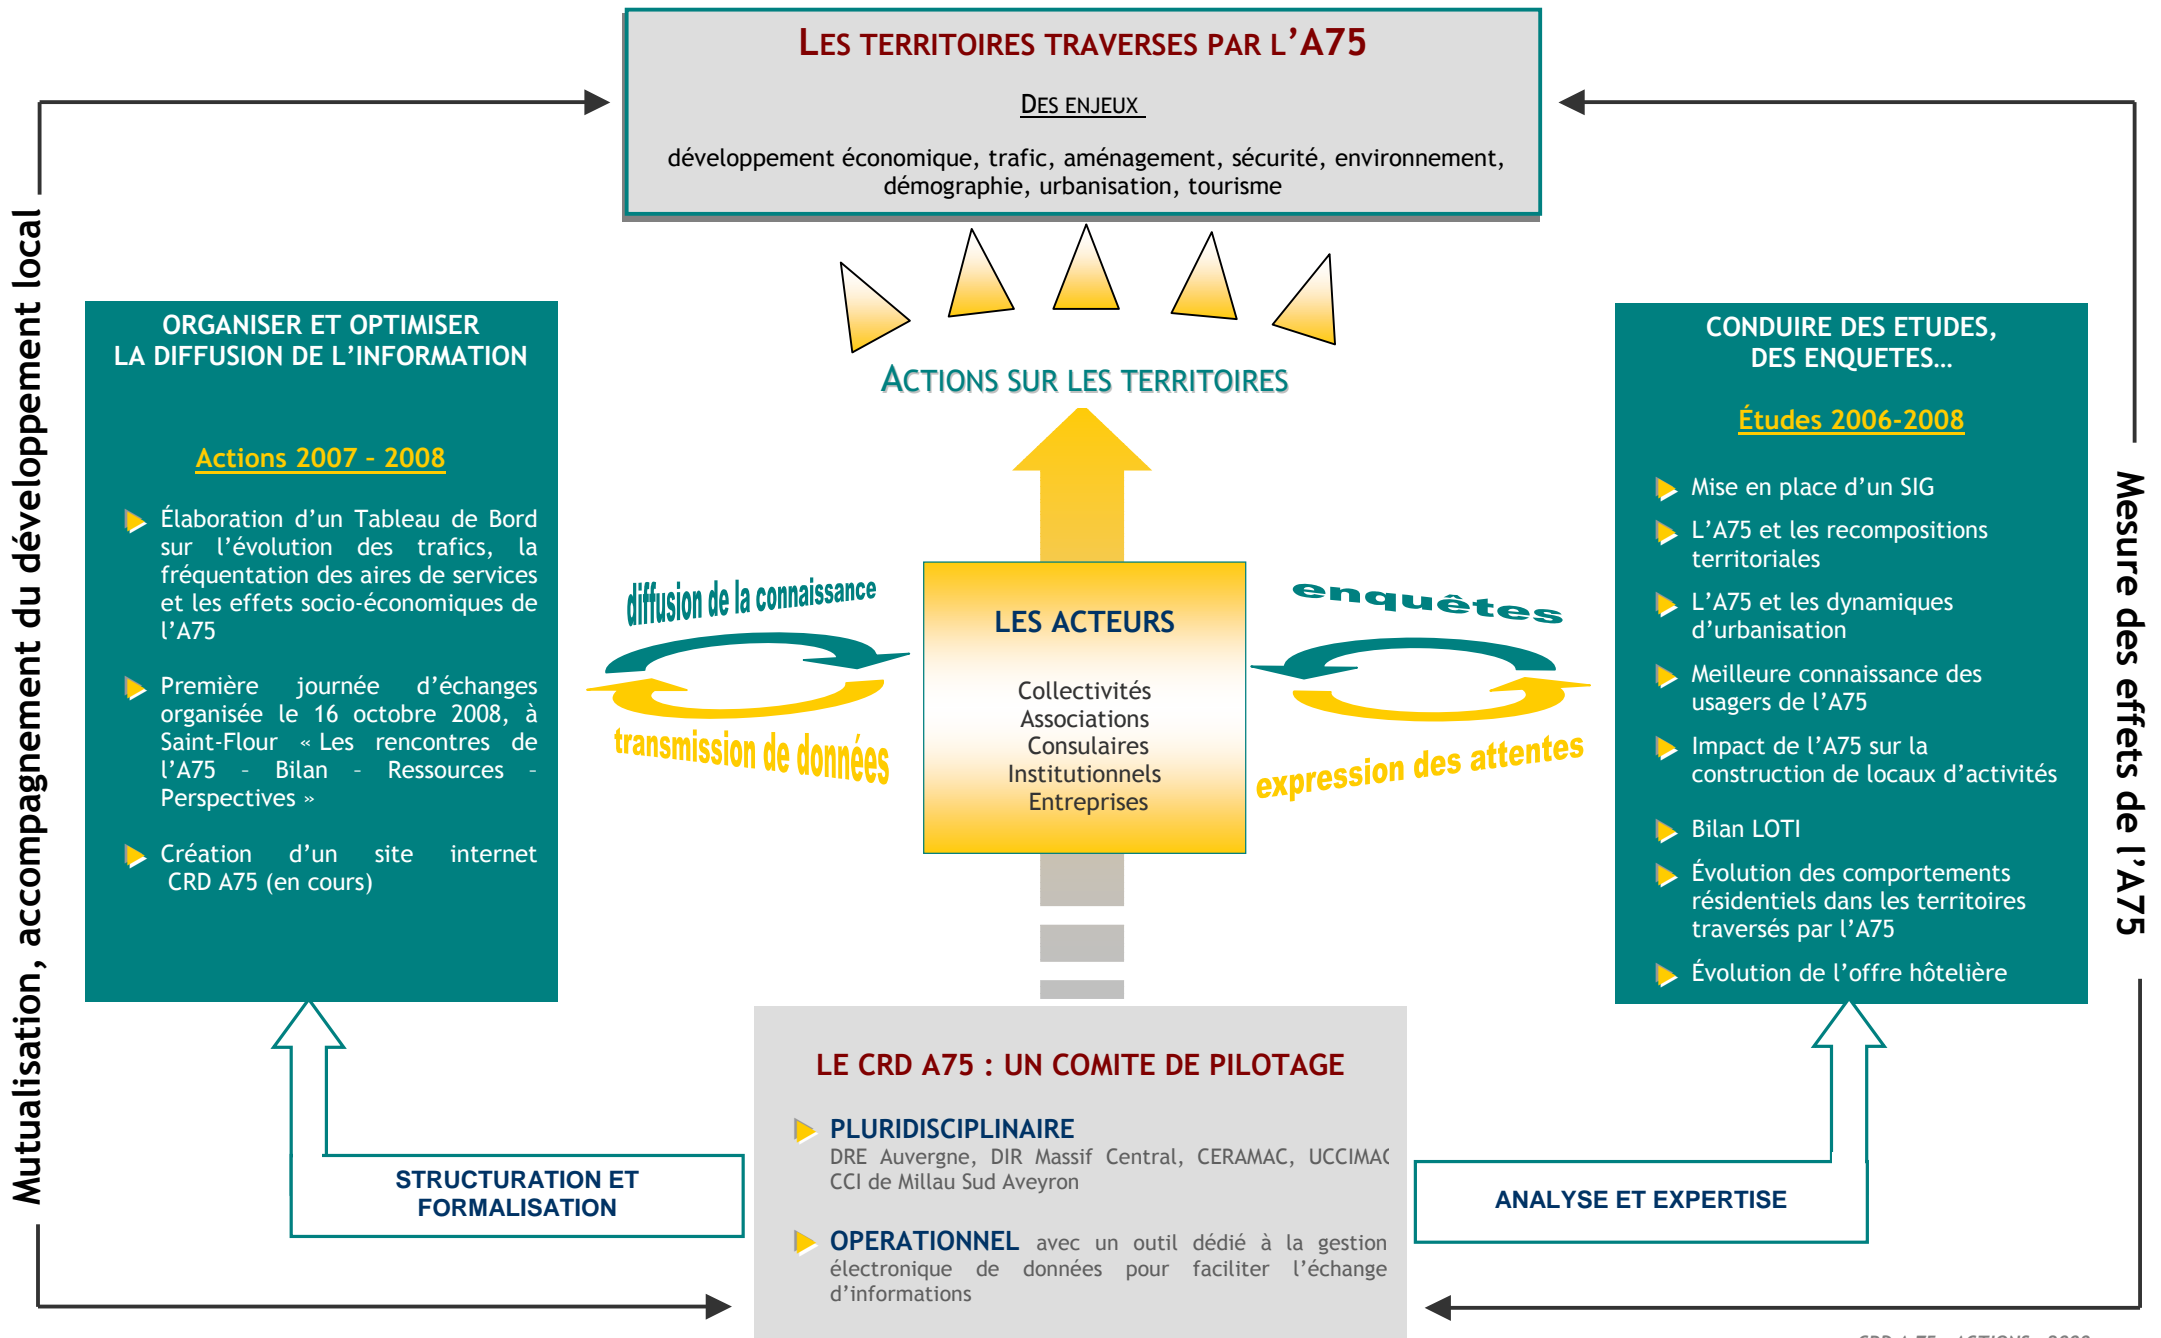 LES TERRITOIRES TRAVERSES PAR L’A75
DES ENJEUX
développement économique, trafic, aménagement, sécurité, environnement,
démographie, urbanisation, tourisme
Mutualisation, accompagnement du développement local
ORGANISER ET OPTIMISER
LA DIFFUSION DE L’INFORMATION
Actions 2007 – 2008
Élaboration d’un Tableau de Bord
sur l’évolution des trafics, la
fréquentation des aires de services
et les effets socio-économiques de
l’A75
Première journée d’échanges
organisée le 16 octobre 2008, à
Saint-Flour « Les rencontres de
l’A75 – Bilan – Ressources –
Perspectives »
Création d’un site internet
CRD A75 (en cours)
ACTIONS SUR LES TERRITOIRES
diffusion de la connaissance
transmission de données
LES ACTEURS
Collectivités
Associations
Consulaires
Institutionnels
Entreprises
enquêtes
expression des attentes
CONDUIRE DES ETUDES,
DES ENQUETES…
Études 2006-2008
Mise en place d’un SIG
L’A75 et les recompositions
territoriales
L’A75 et les dynamiques
d’urbanisation
Meilleure connaissance des
usagers de l’A75
Impact de l’A75 sur la
construction de locaux d’activités
Bilan LOTI
Évolution des comportements
résidentiels dans les territoires
traversés par l’A75
Évolution de l’offre hôtelière
Mesure des effets de l’A75
STRUCTURATION ET
FORMALISATION
LE CRD A75 : UN COMITE DE PILOTAGE
PLURIDISCIPLINAIRE
DRE Auvergne, DIR Massif Central, CERAMAC, UCCIMAC
CCI de Millau Sud Aveyron
OPERATIONNEL avec un outil dédié à la gestion
électronique de données pour faciliter l’échange
d’informations
ANALYSE ET EXPERTISE